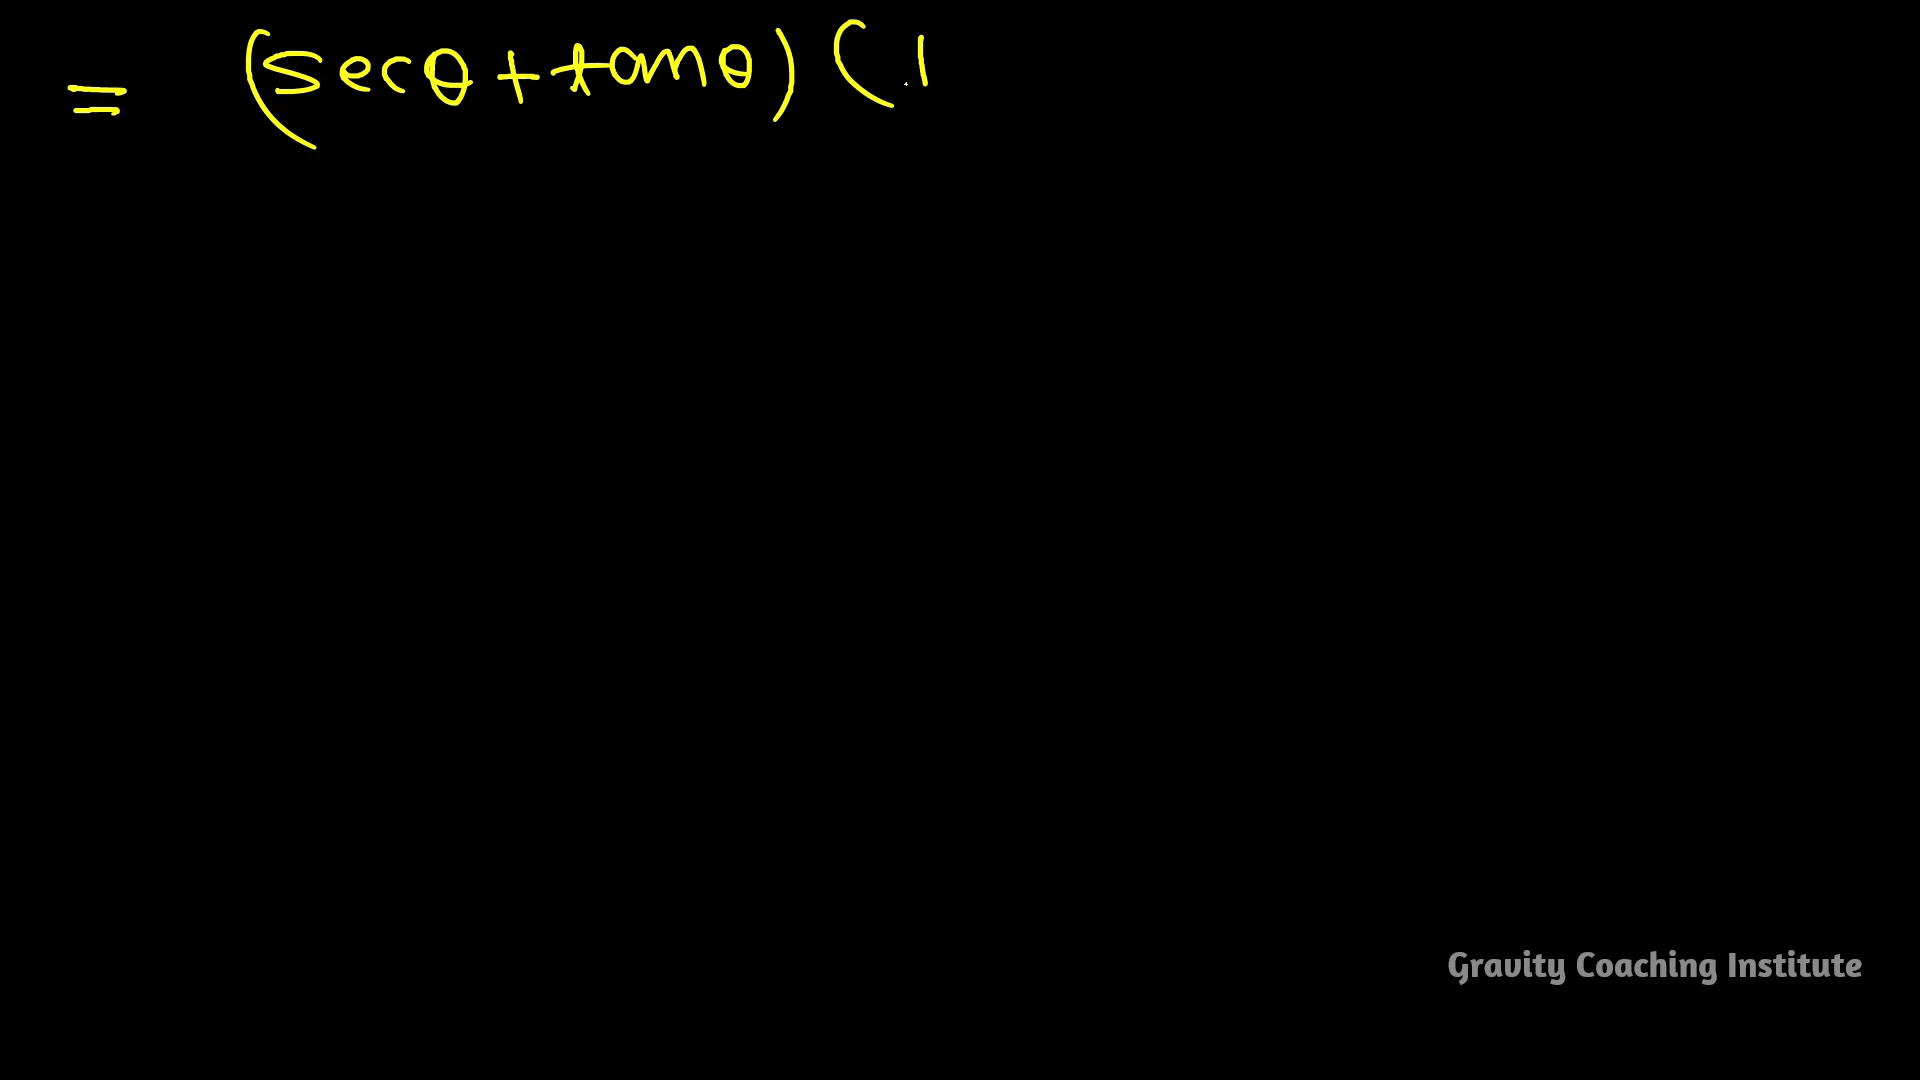 = (secθ + tanθ) (1
Gravity Coaching Institute